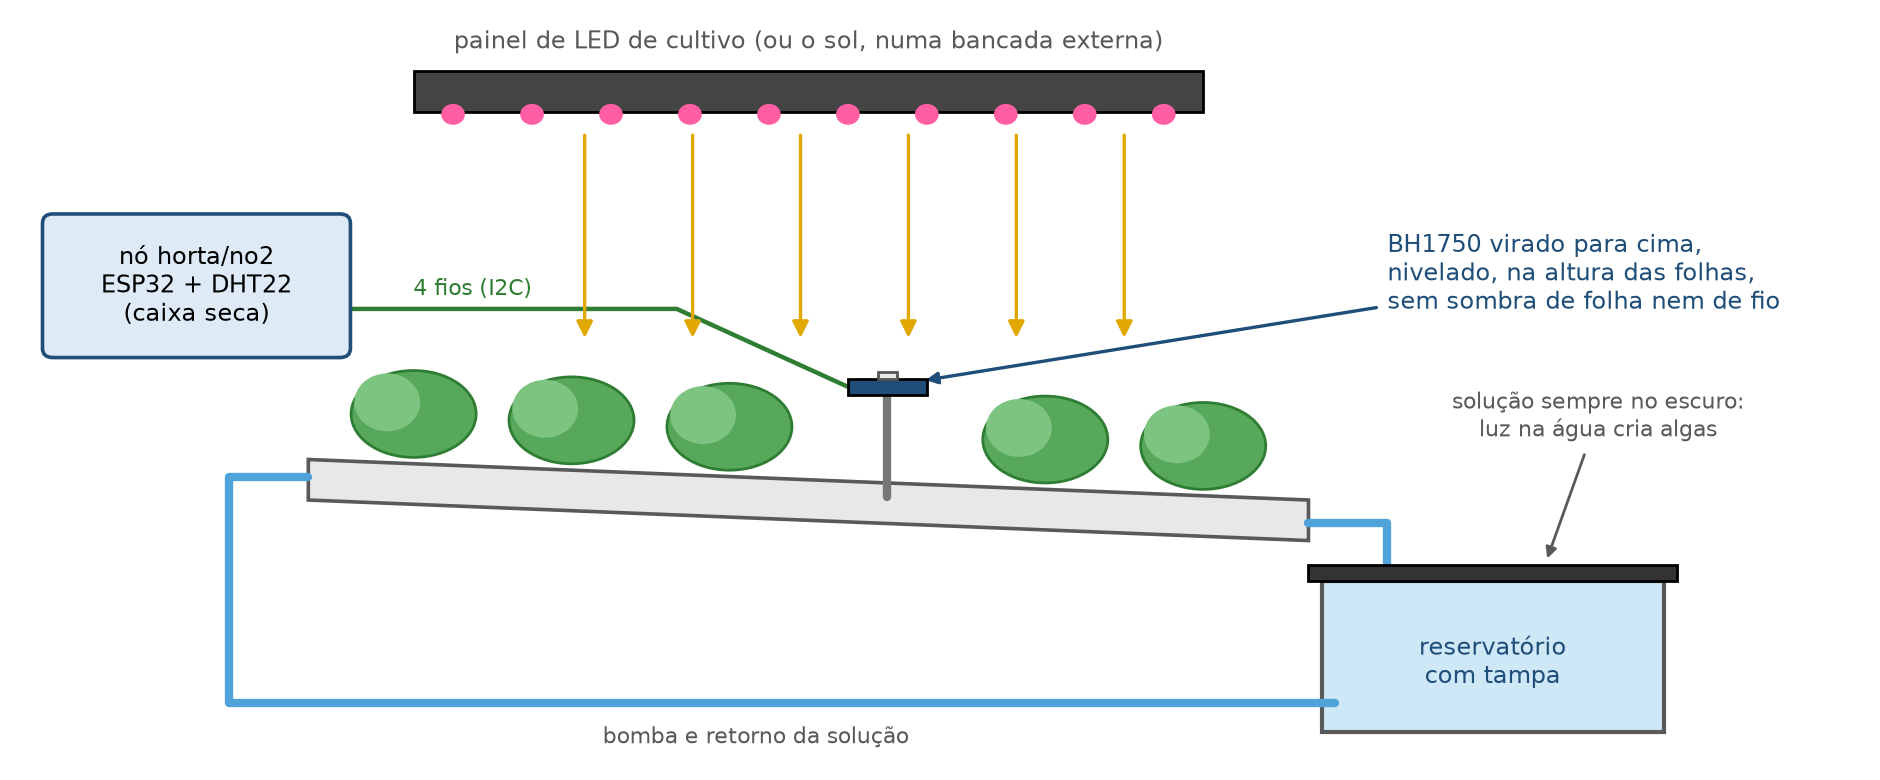 painel de LED de cultivo (ou o sol, numa bancada externa)
nó horta/no2
ESP32 + DHT22
(caixa seca)
4 fios (I2C)
BH1750 virado para cima,
nivelado, na altura das folhas,
sem sombra de folha nem de fio
solução sempre no escuro:
luz na água cria algas
reservatório
com tampa
bomba e retorno da solução